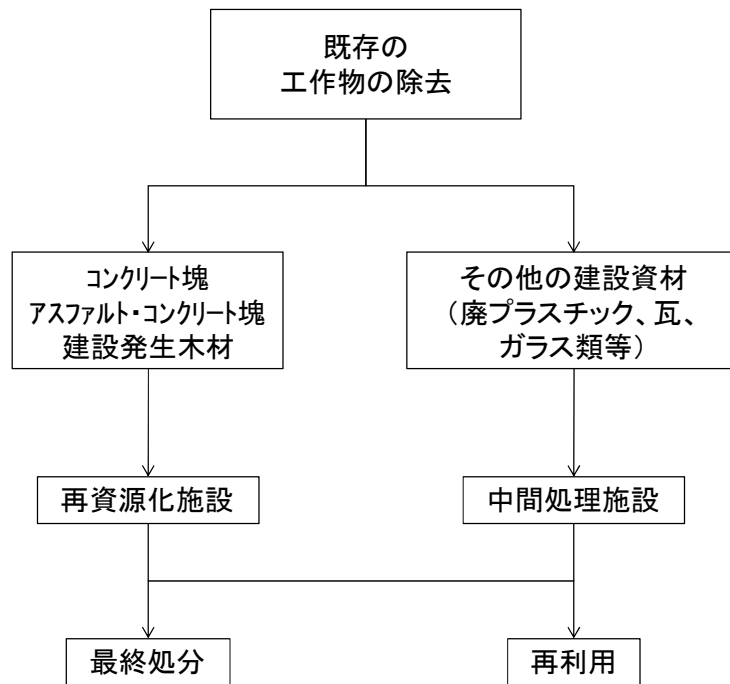 既存の
工作物の除去
コンクリート塊
アスファルト・コンクリート塊
建設発生木材
その他の建設資材
（廃プラスチック、瓦、
ガラス類等）
再資源化施設
中間処理施設
最終処分
再利用